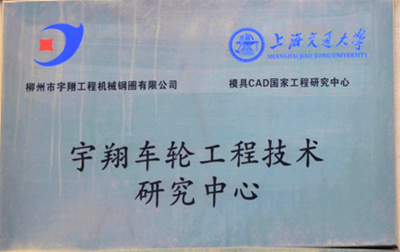 上海交通大学
SHANGHAI JIAO TONG UNIVERSITY
柳州市宇翔工程机械钢圈有限公司
模具CAD国家工程研究中心
宇翔车轮工程技术
研究中心